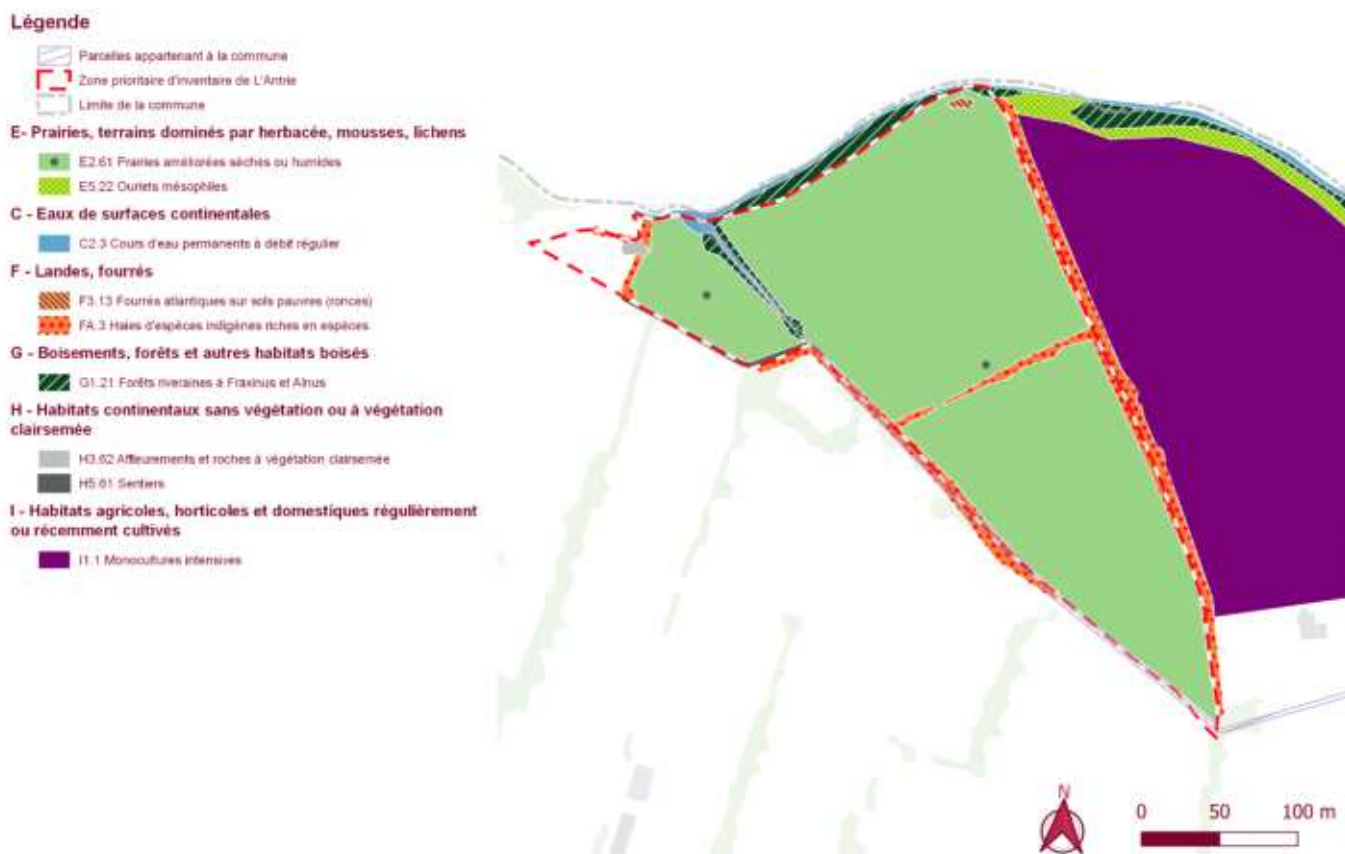 Légende
Parcelles appartenant à la commune
Zone prioritaire d'inventaire de L'Antrie
Limite de la commune
E- Prairies, terrains dominés par herbacée, mousses, lichens
E2.61 Prairies améliorées sèches ou humides
E5.22 Ourlets mésophiles
C - Eaux de surfaces continentales
C2.3 Cours d'eau permanents à débit régulier
F - Landes, fourrés
F3.13 Fourrés atlantiques sur sols pauvres (ronces)
FA.3 Haies d'espèces indigènes riches en espèces
G - Boisements, forêts et autres habitats boisés
G1.21 Forêts riveraines à Fraxinus et Alnus
H - Habitats continentaux sans végétation ou à végétation
clairsemée
H3.62 Affleurements et roches à végétation clairsemée
H5.61 Sentiers
I - Habitats agricoles, horticoles et domestiques régulièrement
ou récemment cultivés
I1.1 Monocultures intensives
N
0 50 100 m